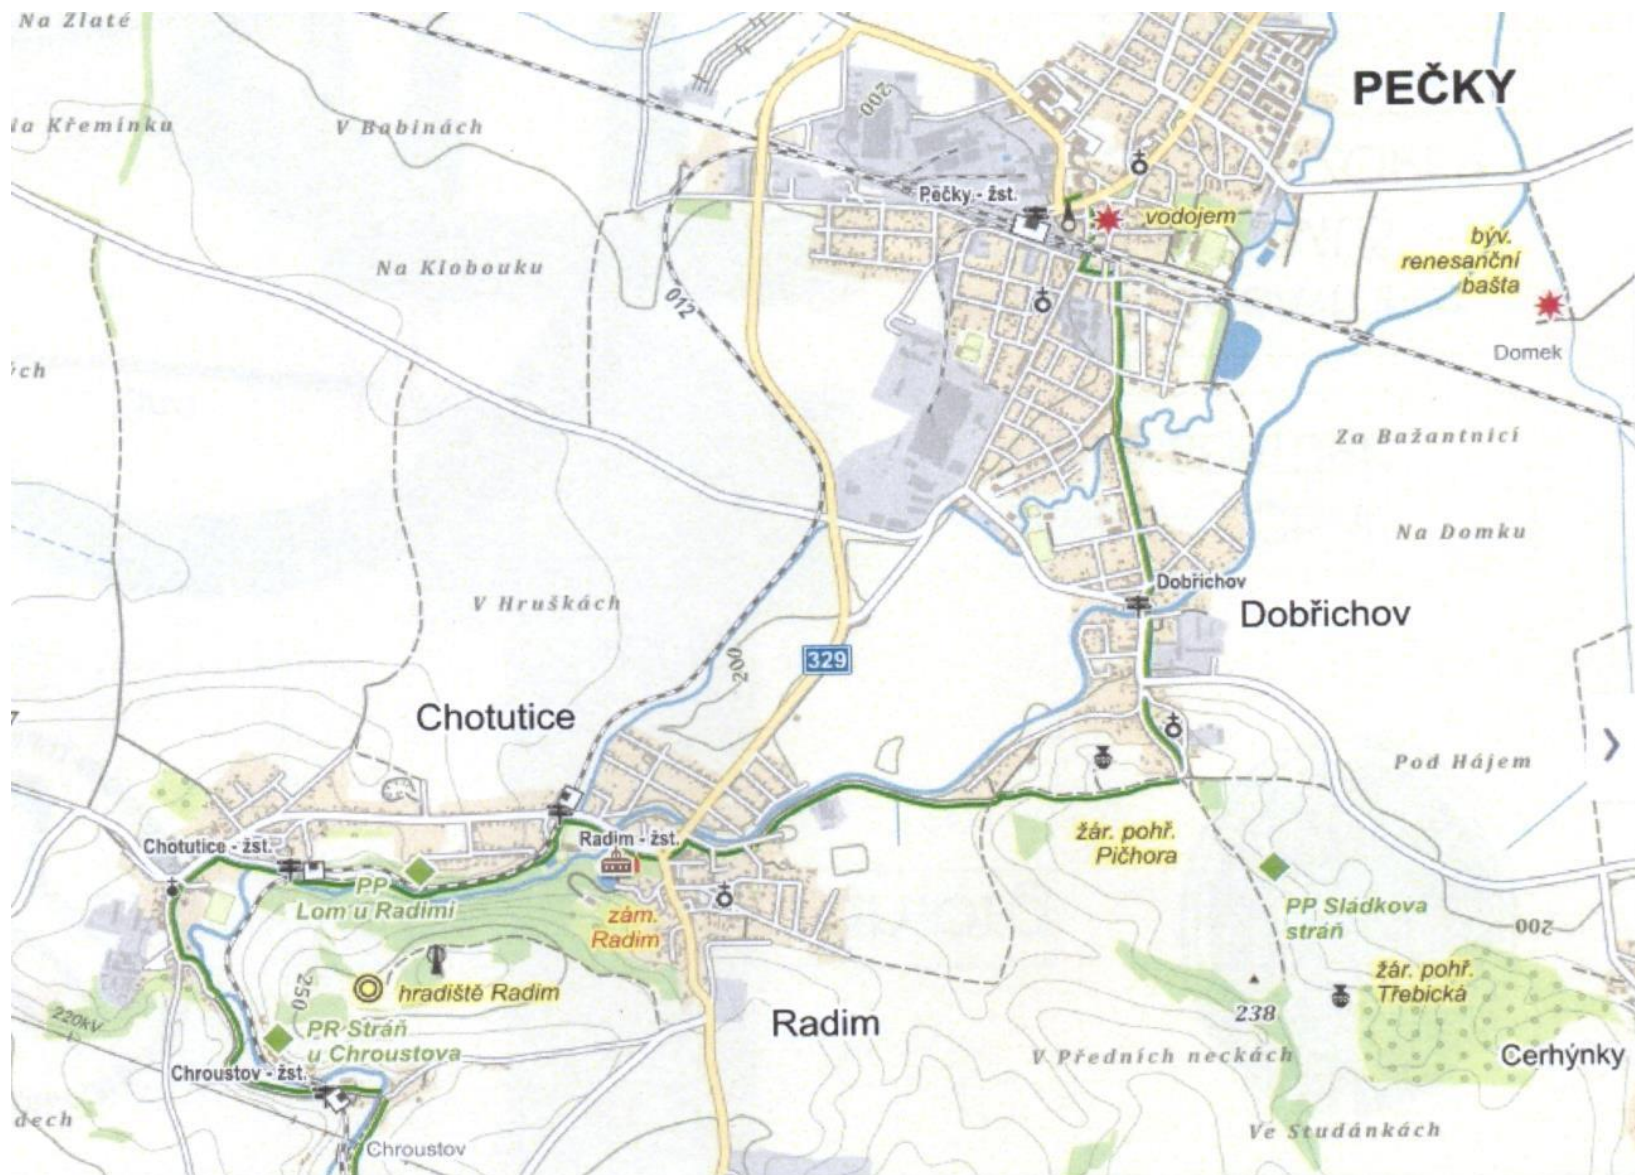 Na Zlaté
PEČKY
V Babinách
200
Pečky - žst.
vodojem
býv.
renesanční
bašta
Na Klobouku
012
Domek
Za Bažantnicí
Na Domku
Dobřichov
Dobřichov
V Hruškách
329
200
Chotutice
Pod Hájem
Chotutice - žst.
Radim - žst.
žár. pohř.
Pičhora
PP
Lom u Radimi
zám.
Radim
PP Sládkova
stráň
200
hradiště Radim
250
žár. pohř.
Třebická
238
220kV
PR Stráň
u Chroustova
Radim
V Předních neckách
Cerhýnky
Chroustov - žst.
Ve Studánkách
Chroustov